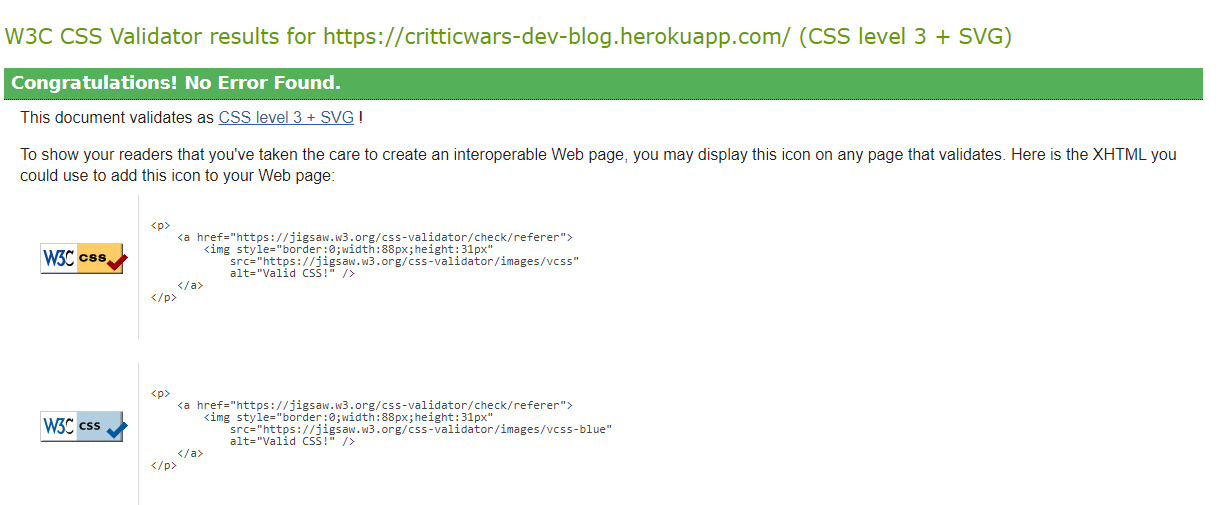 W3C CSS Validator results for https://critticwars-dev-blog.herokuapp.com/ (CSS level 3 + SVG)
Congratulations! No Error Found.
This document validates as CSS level 3 + SVG !
To show your readers that you've taken the care to create an interoperable Web page, you may display this icon on any page that validates. Here is the XHTML you
could use to add this icon to your Web page:
W3C css
<p>
<a href="https://jigsaw.w3.org/css-validator/check/referer">
<img style="border:0;width:88px;height:31px"
src="https://jigsaw.w3.org/css-validator/images/vcss"
alt="Valid CSS!" />
</a>
</p>
W3C css
<p>
<a href="https://jigsaw.w3.org/css-validator/check/referer">
<img style="border:0;width:88px;height:31px"
src="https://jigsaw.w3.org/css-validator/images/vcss-blue"
alt="Valid CSS!" />
</a>
</p>